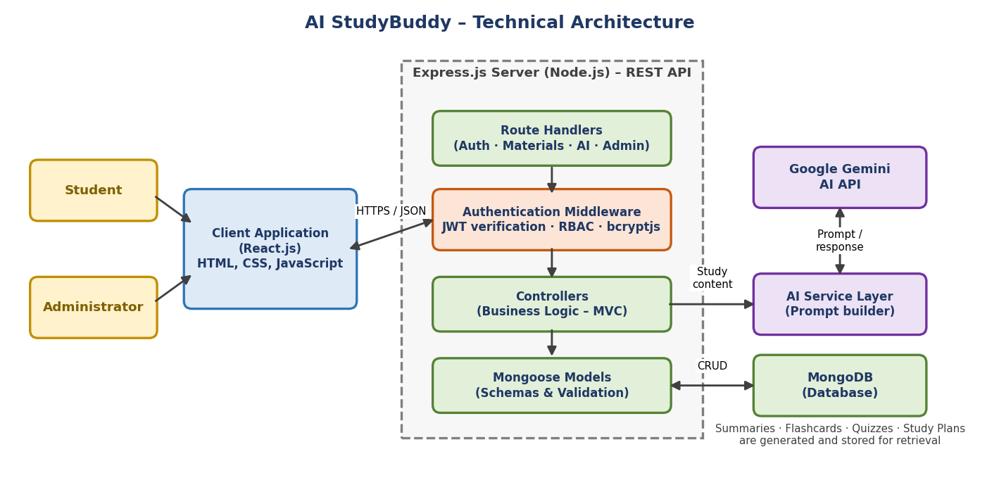 AI StudyBuddy – Technical Architecture
Express.js Server (Node.js) – REST API
Route Handlers
(Auth · Materials · AI · Admin)
Student
Administrator
Client Application
(React.js)
HTML, CSS, JavaScript
HTTPS / JSON
Authentication Middleware
JWT verification · RBAC · bcryptjs
Controllers
(Business Logic – MVC)
Mongoose Models
(Schemas & Validation)
Study
content
CRUD
Google Gemini
AI API
Prompt /
response
AI Service Layer
(Prompt builder)
MongoDB
(Database)
Summaries · Flashcards · Quizzes · Study Plans
are generated and stored for retrieval